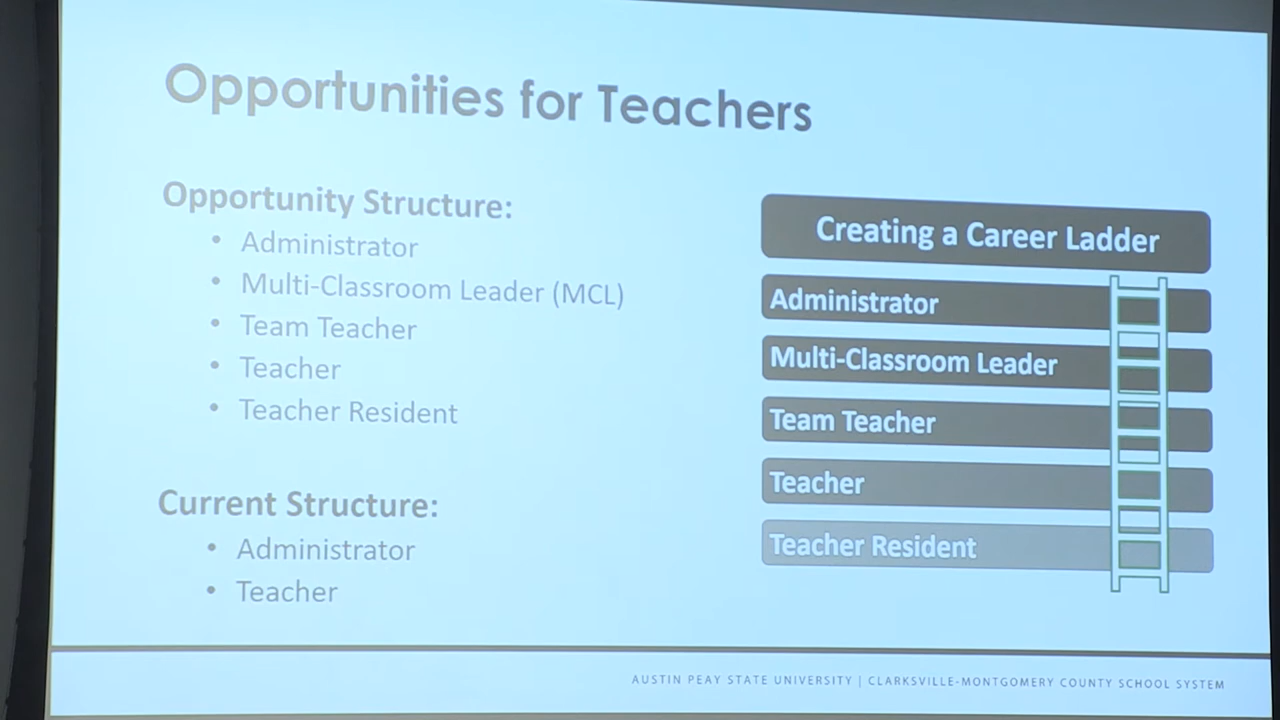 Opportunities for Teachers
Opportunity Structure:
• Administrator
• Multi-Classroom Leader (MCL)
• Team Teacher
• Teacher
• Teacher Resident
Current Structure:
• Administrator
• Teacher
Creating a Career Ladder
Administrator
Multi-Classroom Leader
Team Teacher
Teacher
Teacher Resident
AUSTIN PEAY STATE UNIVERSITY | CLARKSVILLE-MONTGOMERY COUNTY SCHOOL SYSTEM